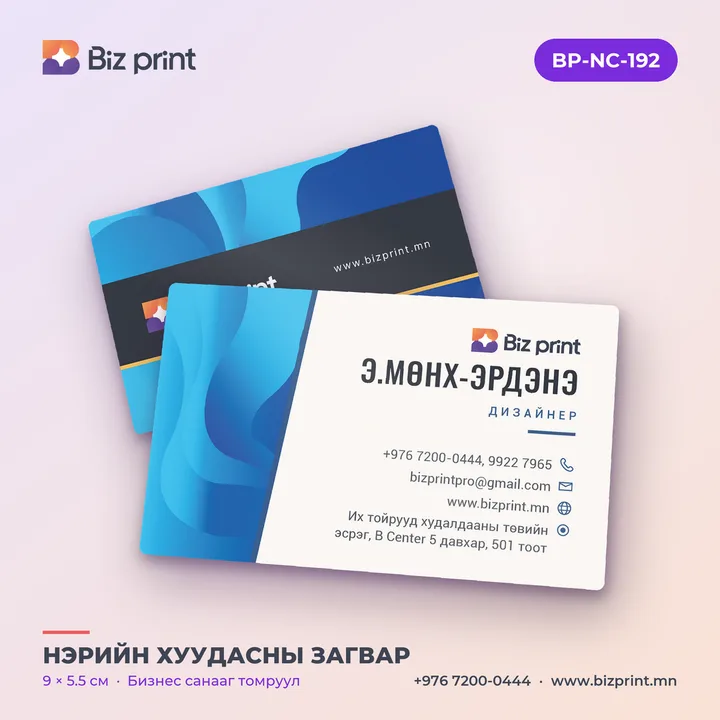 Biz print
BP-NC-192
www.bizprint.mn
Biz print
Э.МӨНХ-ЭРДЭНЭ
ДИЗАЙНЕР
+976 7200-0444, 9922 7965
bizprintpro@gmail.com
www.bizprint.mn
Их тойрууд худалдааны төвийн
эсрэг, B Center 5 давхар, 501 тоот
НЭРИЙН ХУУДАСНЫ ЗАГВАР
9 × 5.5 см · Бизнес санааг томруул
+976 7200-0444 · www.bizprint.mn